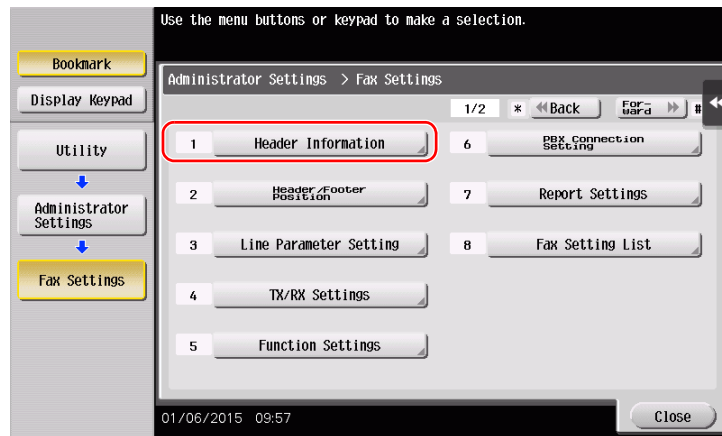 Use the menu buttons or keypad to make a selection.
Bookmark
Display Keypad
Utility
Administrator
Settings
Fax Settings
Administrator Settings > Fax Settings
1/2 * Back For-
ward #
1 Header Information
2 Header/Footer
Position
3 Line Parameter Setting
4 TX/RX Settings
5 Function Settings
6 PBX Connection
Setting
7 Report Settings
8 Fax Setting List
01/06/2015 09:57
Close